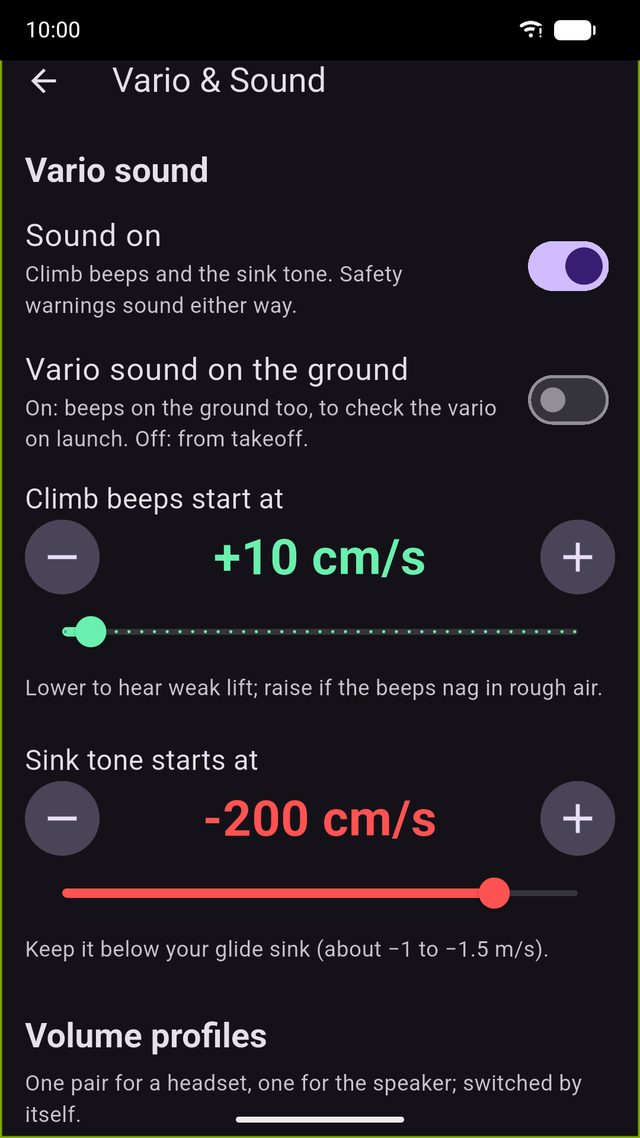 10:00
Vario & Sound
Vario sound
Sound on
Climb beeps and the sink tone. Safety
warnings sound either way.
Vario sound on the ground
On: beeps on the ground too, to check the vario
on launch. Off: from takeoff.
Climb beeps start at
+10 cm/s
Lower to hear weak lift; raise if the beeps nag in rough air.
Sink tone starts at
-200 cm/s
Keep it below your glide sink (about −1 to −1.5 m/s).
Volume profiles
One pair for a headset, one for the speaker; switched by
itself.